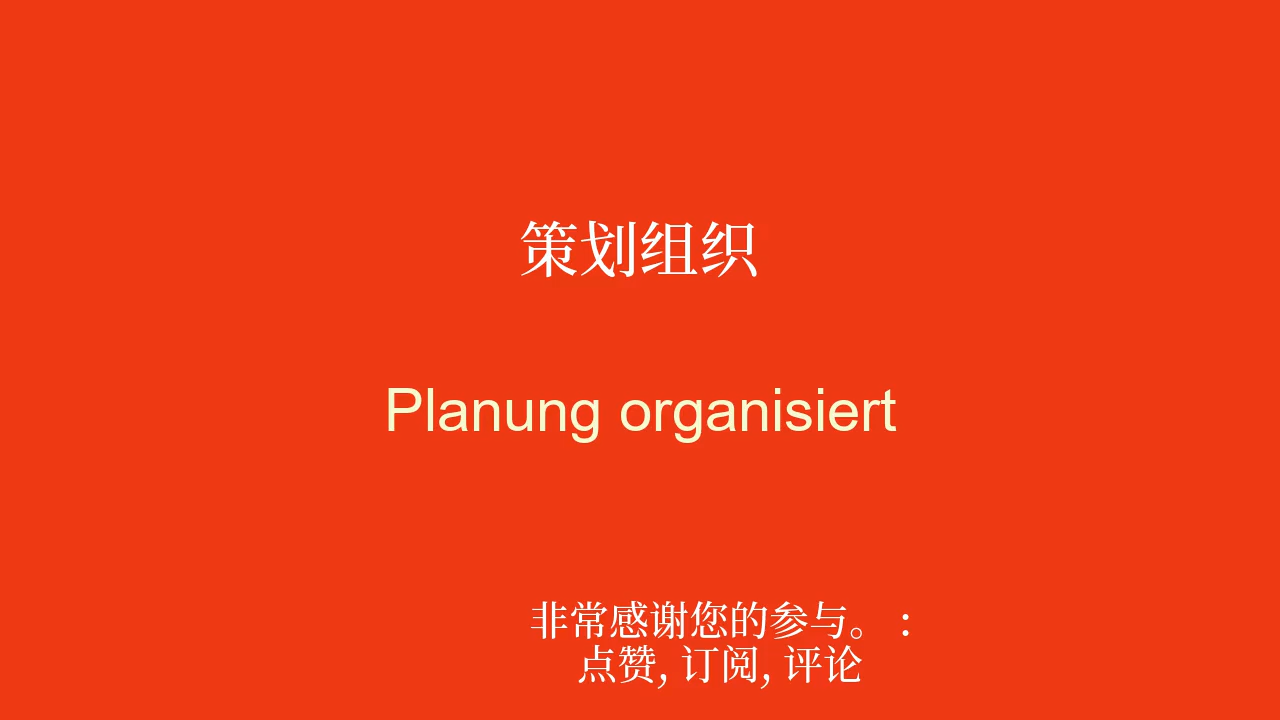 策划组织
Planung organisiert
非常感谢您的参与。 :
点赞, 订阅, 评论